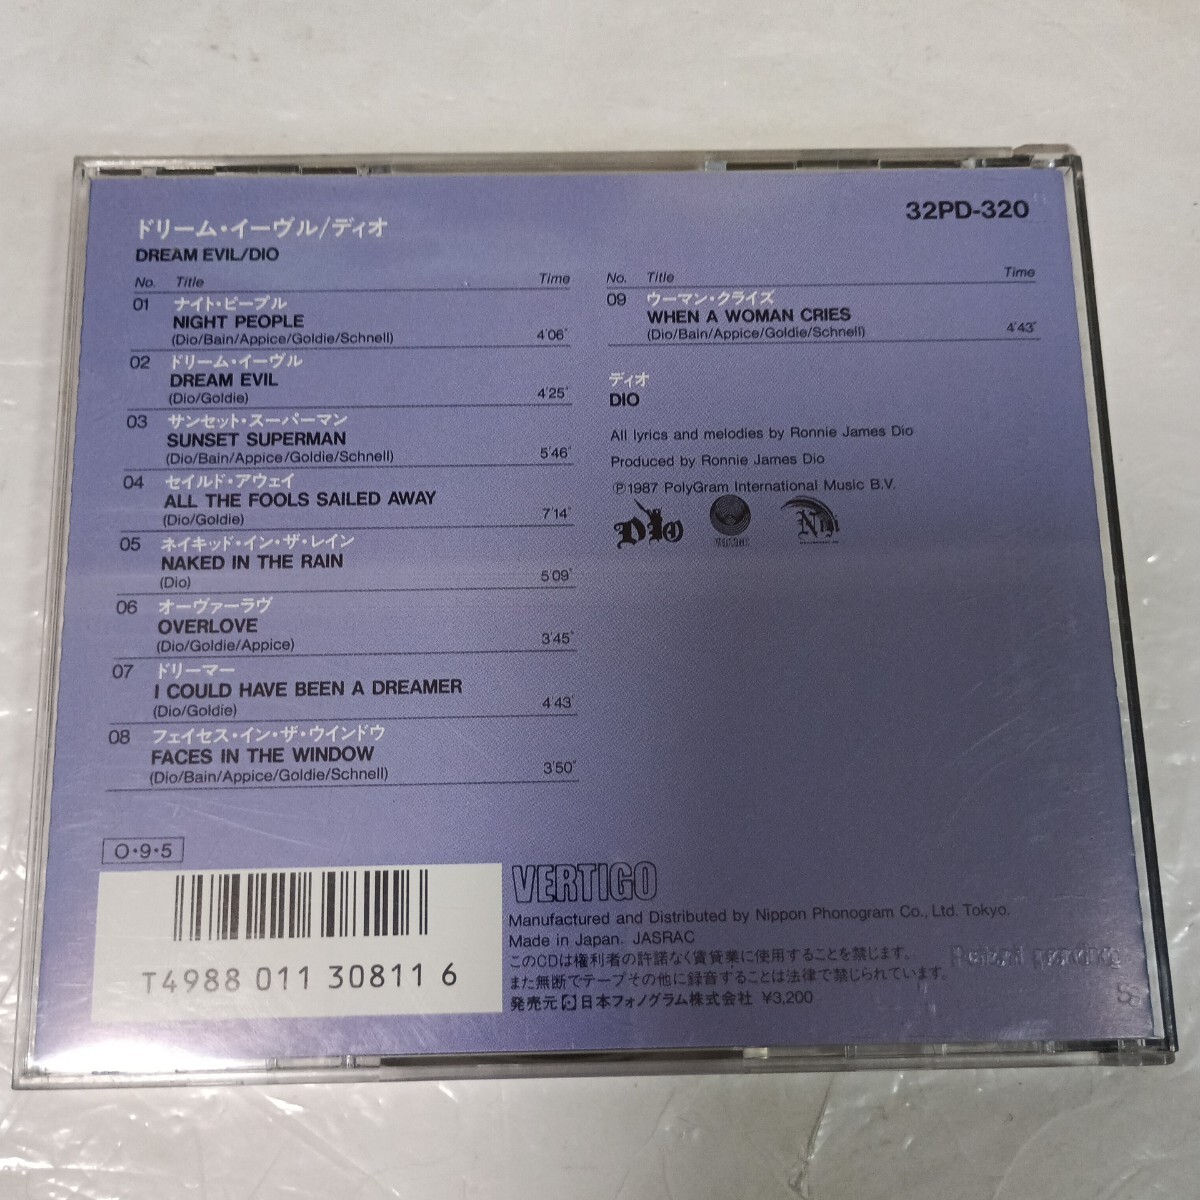 32PD-320
ドリーム・イーヴル/ディオ
DREAM EVIL/DIO
No. Title Time
01 ナイト・ピープル
NIGHT PEOPLE
(Dio/Bain/Appice/Goldie/Schnell) 4'06"
02 ドリーム・イーヴル
DREAM EVIL
(Dio/Goldie) 4'25"
03 サンセット・スーパーマン
SUNSET SUPERMAN
(Dio/Bain/Appice/Goldie/Schnell) 5'46"
04 セイルド・アウェイ
ALL THE FOOLS SAILED AWAY
(Dio/Goldie) 7'14"
05 ネイキッド・イン・ザ・レイン
NAKED IN THE RAIN
(Dio) 5'09"
06 オーヴァーラヴ
OVERLOVE
(Dio/Goldie/Appice) 3'45"
07 ドリーマー
I COULD HAVE BEEN A DREAMER
(Dio/Goldie) 4'43"
08 フェイセス・イン・ザ・ウインドウ
FACES IN THE WINDOW
(Dio/Bain/Appice/Goldie/Schnell) 3'50"
No. Title Time
09 ウーマン・クライズ
WHEN A WOMAN CRIES
(Dio/Bain/Appice/Goldie/Schnell) 4'43"
ディオ
DIO
All lyrics and melodies by Ronnie James Dio
Produced by Ronnie James Dio
Ⓟ1987 PolyGram International Music B.V.
DIO VERTIGO Niji
O・9・5
T4988 011 30811 6
VERTIGO
Manufactured and Distributed by Nippon Phonogram Co., Ltd. Tokyo.
Made in Japan. JASRAC
このCDは権利者の許諾なく賃貸業に使用することを禁じます。
また無断でテープその他に録音することは法律で禁じられています。
発売元 日本フォノグラム株式会社 ¥3,200
Patent pending